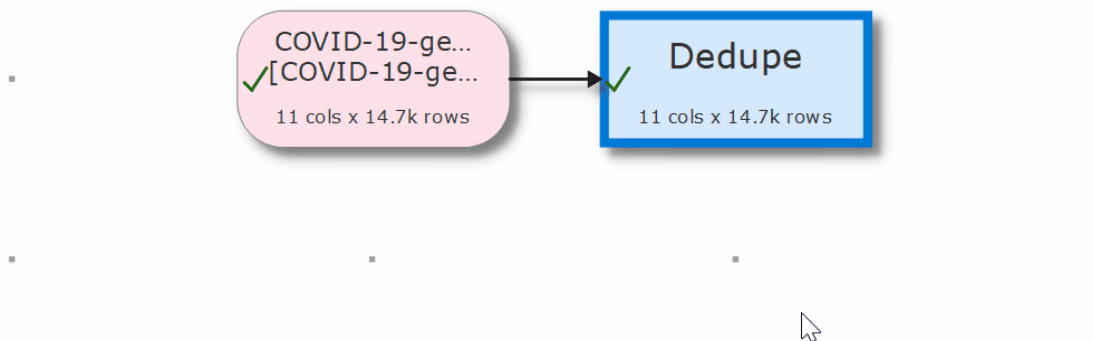 COVID-19-ge...
[COVID-19-ge...
11 cols x 14.7k rows
Dedupe
11 cols x 14.7k rows